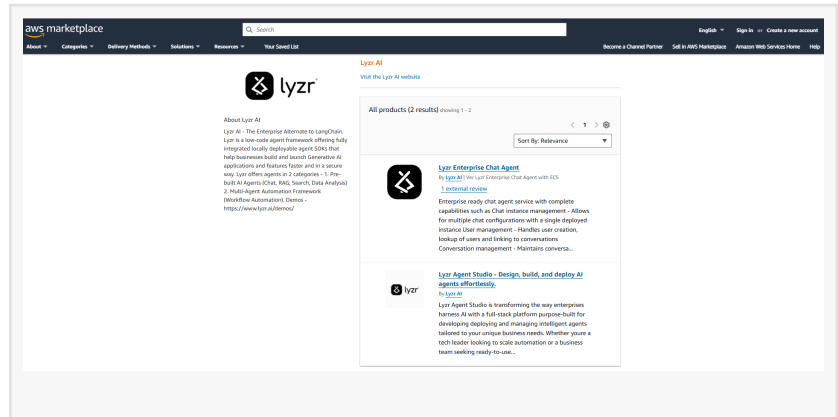 aws marketplace
Search
English
Sign in or Create a new account
About
Categories
Delivery Methods
Solutions
Resources
Your Saved List
Become a Channel Partner
Sell in AWS Marketplace
Amazon Web Services Home
Help
lyzr
About Lyzr AI
Lyzr AI - The Enterprise Alternate to LangChain.
Lyzr is a low-code agent framework offering fully
integrated locally deployable agent SDKs that
help businesses build and launch Generative AI
applications and features faster and in a secure
way. Lyzr offers agents in 2 categories - 1. Pre-
built AI Agents (Chat, RAG, Search, Data Analysis)
2. Multi-Agent Automation Framework
(Workflow Automation). Demos -
https://www.lyzr.ai/demos/
Lyzr AI
Visit the Lyzr AI website
All products (2 results) showing 1 - 2
1
Sort By: Relevance
Lyzr Enterprise Chat Agent
By Lyzr AI | Ver Lyzr Enterprise Chat Agent with ECS
1 external review
Enterprise ready chat agent service with complete
capabilities such as Chat instance management - Allows
for multiple chat configurations with a single deployed
instance User management - Handles user creation,
lookup of users and linking to conversations
Conversation management - Maintains conversa...
lyzr
Lyzr Agent Studio - Design, build, and deploy AI
agents effortlessly.
By Lyzr AI
Lyzr Agent Studio is transforming the way enterprises
harness AI with a full-stack platform purpose-built for
developing deploying and managing intelligent agents
tailored to your unique business needs. Whether youre a
tech leader looking to scale automation or a business
team seeking ready-to-use...